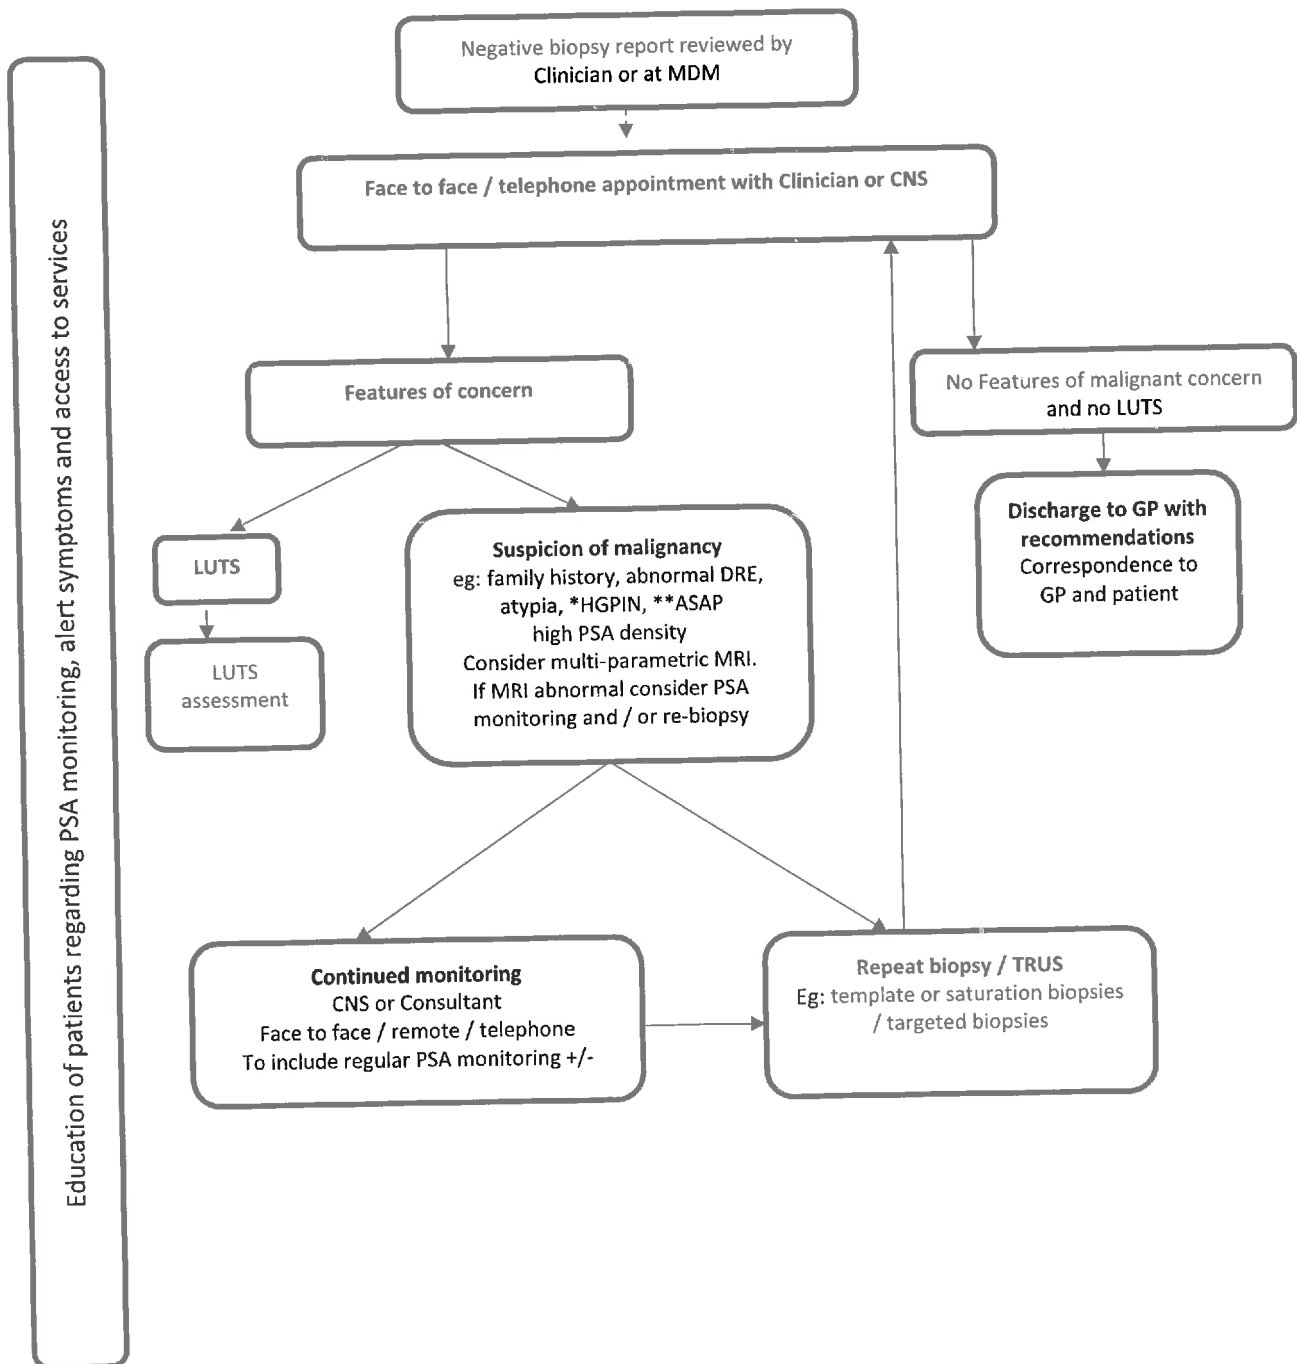 Negative biopsy report reviewed by
Clinician or at MDM
Face to face / telephone appointment with Clinician or CNS
Features of concern
No Features of malignant concern
and no LUTS
Discharge to GP with
recommendations
Correspondence to
GP and patient
LUTS
LUTS
assessment
Suspicion of malignancy
eg: family history, abnormal DRE,
atypia, *HGPIN, **ASAP
high PSA density
Consider multi-parametric MRI.
If MRI abnormal consider PSA
monitoring and / or re-biopsy
Continued monitoring
CNS or Consultant
Face to face / remote / telephone
To include regular PSA monitoring +/-
Repeat biopsy / TRUS
Eg: template or saturation biopsies
/ targeted biopsies
Education of patients regarding PSA monitoring, alert symptoms and access to services